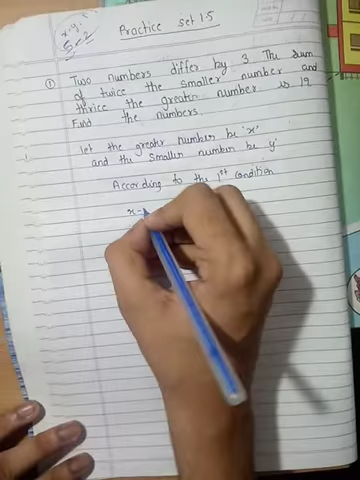 x.y.z
5-2
Practice set 1.5
① Two numbers differ by 3. The sum
of twice the smaller number and
thrice the greater number is 19
Find the numbers.
let the greater number be 'x'
and the smaller number be y'
According to the 1st condition
x -